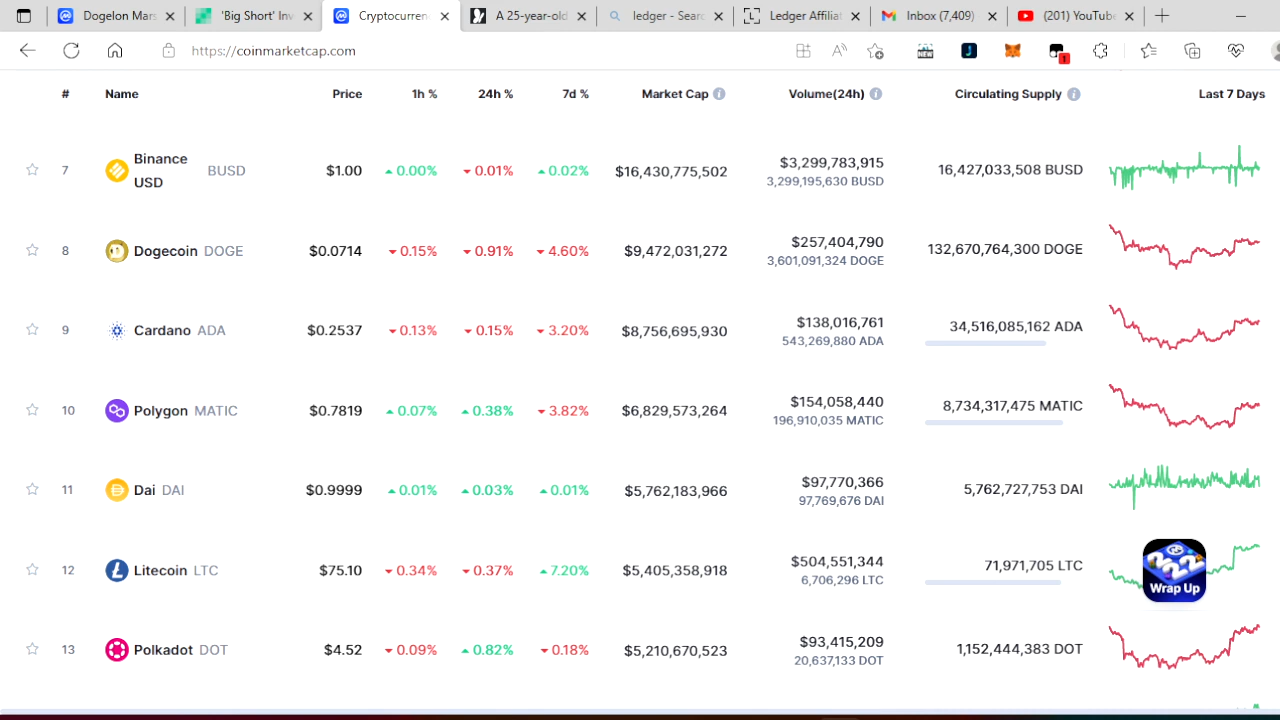 Dogelon Mars
'Big Short' Inv
Cryptocurren
A 25-year-old
ledger - Sear
Ledger Affiliat
Inbox (7,409)
(201) YouTube
https://coinmarketcap.com
NEW
J
1
# Name Price 1h % 24h % 7d % Market Cap Volume(24h) Circulating Supply Last 7 Days
7 Binance USD BUSD $1.00 0.00% 0.01% 0.02% $16,430,775,502 $3,299,783,915 16,427,033,508 BUSD
3,299,195,630 BUSD
8 Dogecoin DOGE $0.0714 0.15% 0.91% 4.60% $9,472,031,272 $257,404,790 132,670,764,300 DOGE
3,601,091,324 DOGE
9 Cardano ADA $0.2537 0.13% 0.15% 3.20% $8,756,695,930 $138,016,761 34,516,085,162 ADA
543,269,880 ADA
10 Polygon MATIC $0.7819 0.07% 0.38% 3.82% $6,829,573,264 $154,058,440 8,734,317,475 MATIC
196,910,035 MATIC
11 Dai DAI $0.9999 0.01% 0.03% 0.01% $5,762,183,966 $97,770,366 5,762,727,753 DAI
97,769,676 DAI
12 Litecoin LTC $75.10 0.34% 0.37% 7.20% $5,405,358,918 $504,551,344 71,971,705 LTC
6,706,296 LTC
2022
Wrap Up
13 Polkadot DOT $4.52 0.09% 0.82% 0.18% $5,210,670,523 $93,415,209 1,152,444,383 DOT
20,637,133 DOT